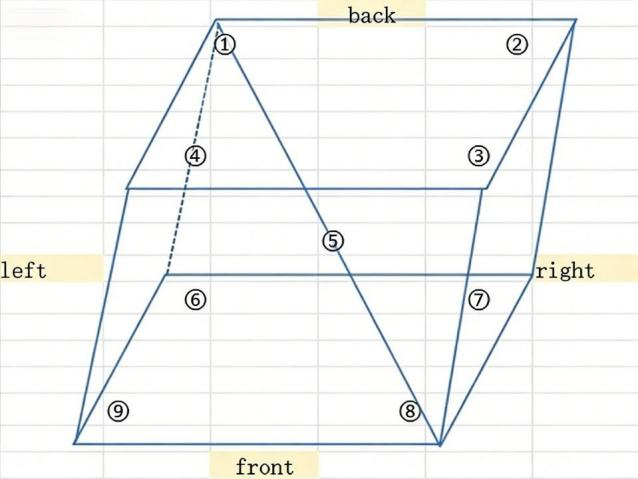 back
①
②
④
③
⑤
left
right
⑥
⑦
⑨
⑧
front